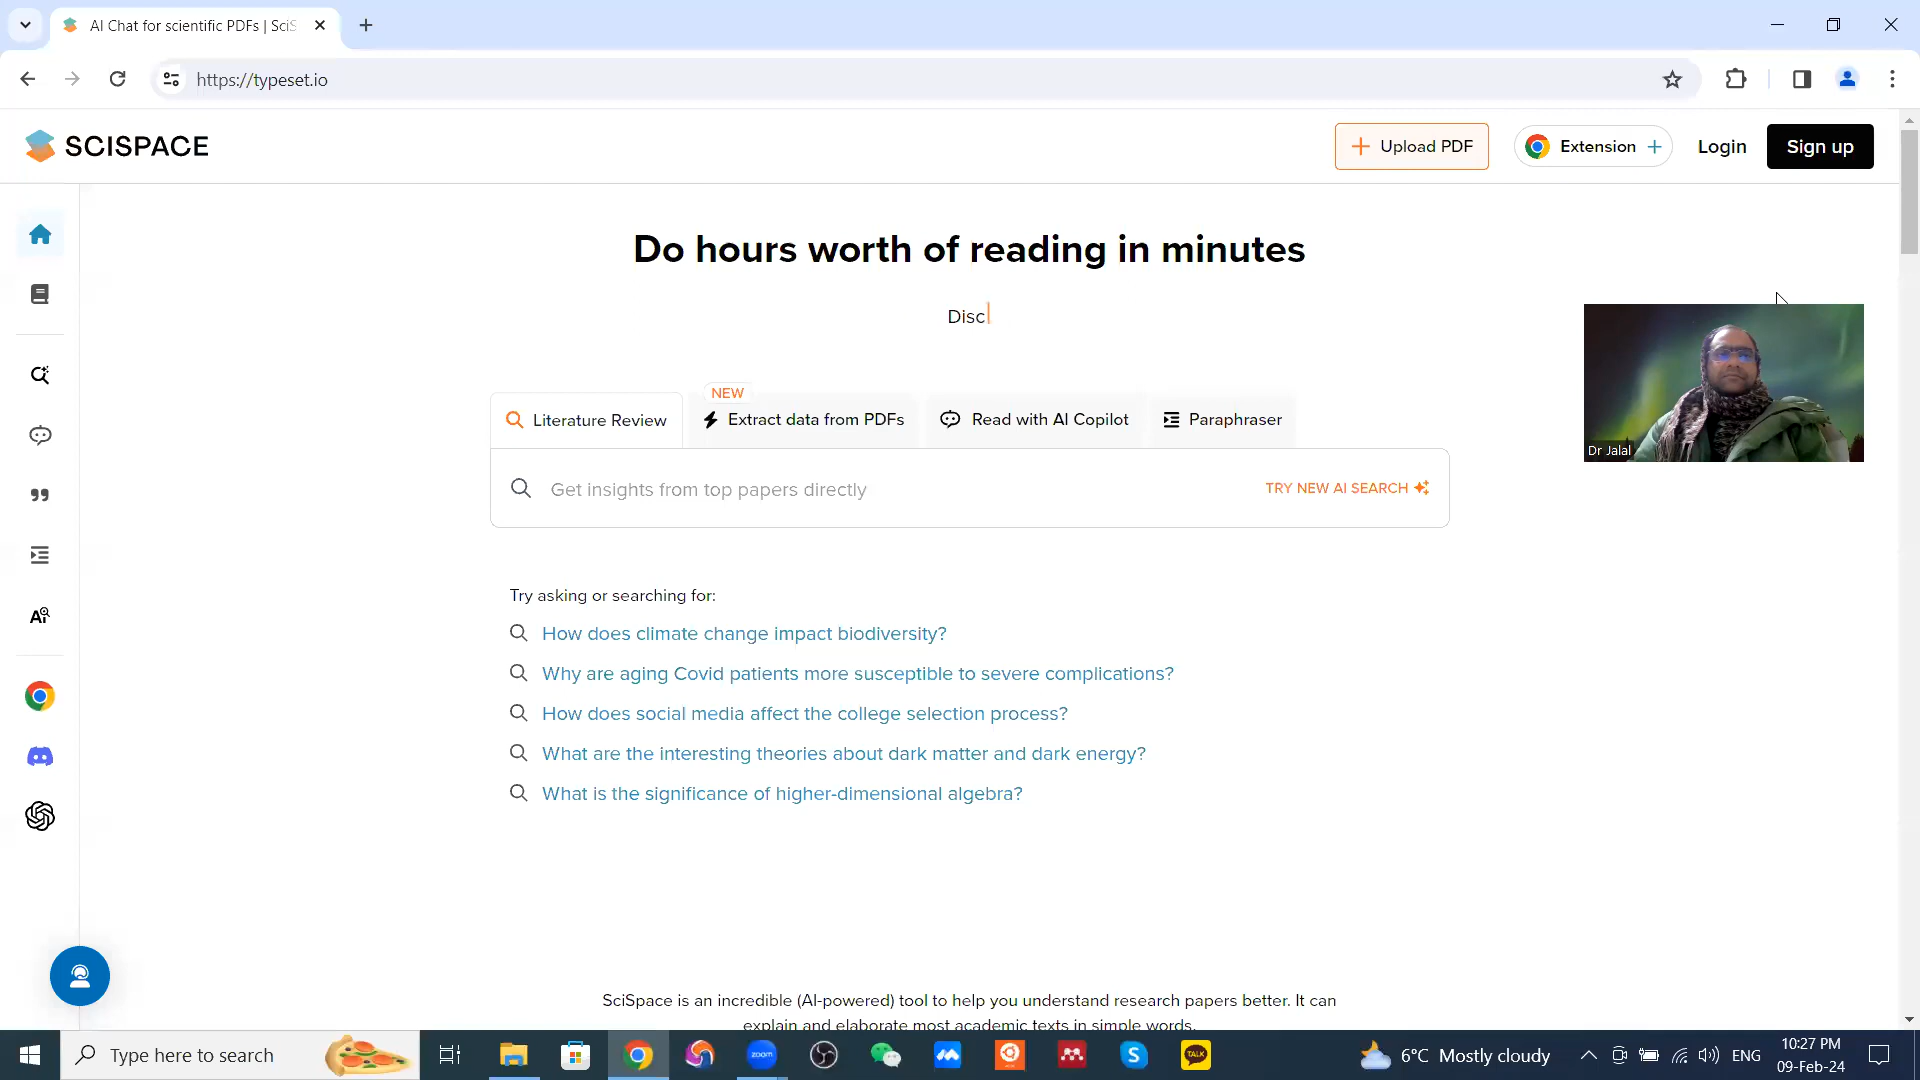 AI Chat for scientific PDFs | SciS
https://typeset.io
SCISPACE
Upload PDF
Extension
Login
Sign up
Do hours worth of reading in minutes
Disc
NEW
Literature Review
Extract data from PDFs
Read with AI Copilot
Paraphraser
Get insights from top papers directly
TRY NEW AI SEARCH
Dr Jalal
Try asking or searching for:
How does climate change impact biodiversity?
Why are aging Covid patients more susceptible to severe complications?
How does social media affect the college selection process?
What are the interesting theories about dark matter and dark energy?
What is the significance of higher-dimensional algebra?
Ai
SciSpace is an incredible (AI-powered) tool to help you understand research papers better. It can
explain and elaborate most academic texts in simple words.
Type here to search
zoom
TALK
6°C Mostly cloudy
ENG
10:27 PM
09-Feb-24